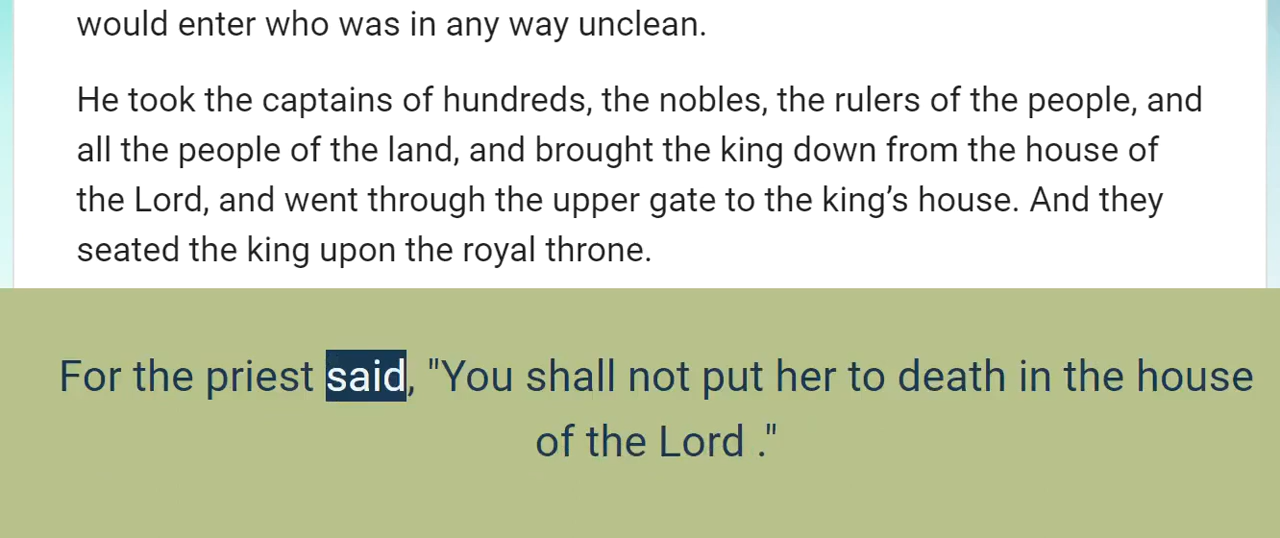 would enter who was in any way unclean.
He took the captains of hundreds, the nobles, the rulers of the people, and
all the people of the land, and brought the king down from the house of
the Lord, and went through the upper gate to the king’s house. And they
seated the king upon the royal throne.
For the priest said, "You shall not put her to death in the house
of the Lord ."